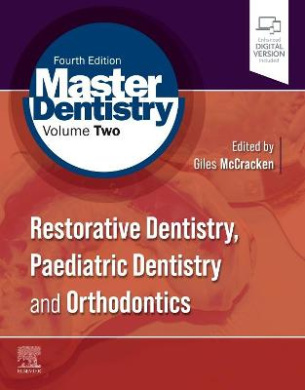 Enhanced
DIGITAL
VERSION
Included
Fourth Edition
Master
Dentistry
Volume Two
Edited by
Giles McCracken
Restorative Dentistry,
Paediatric Dentistry
and Orthodontics
ELSEVIER